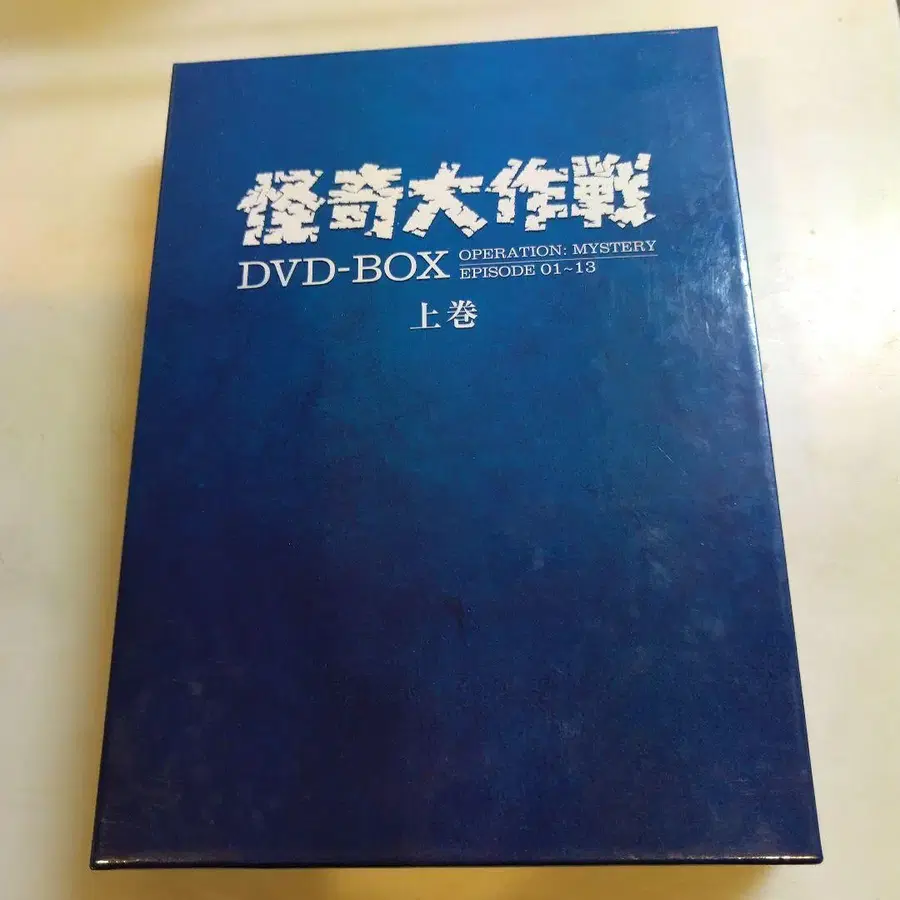 怪奇大作戦
DVD-BOX
OPERATION: MYSTERY
EPISODE 01~13
上巻